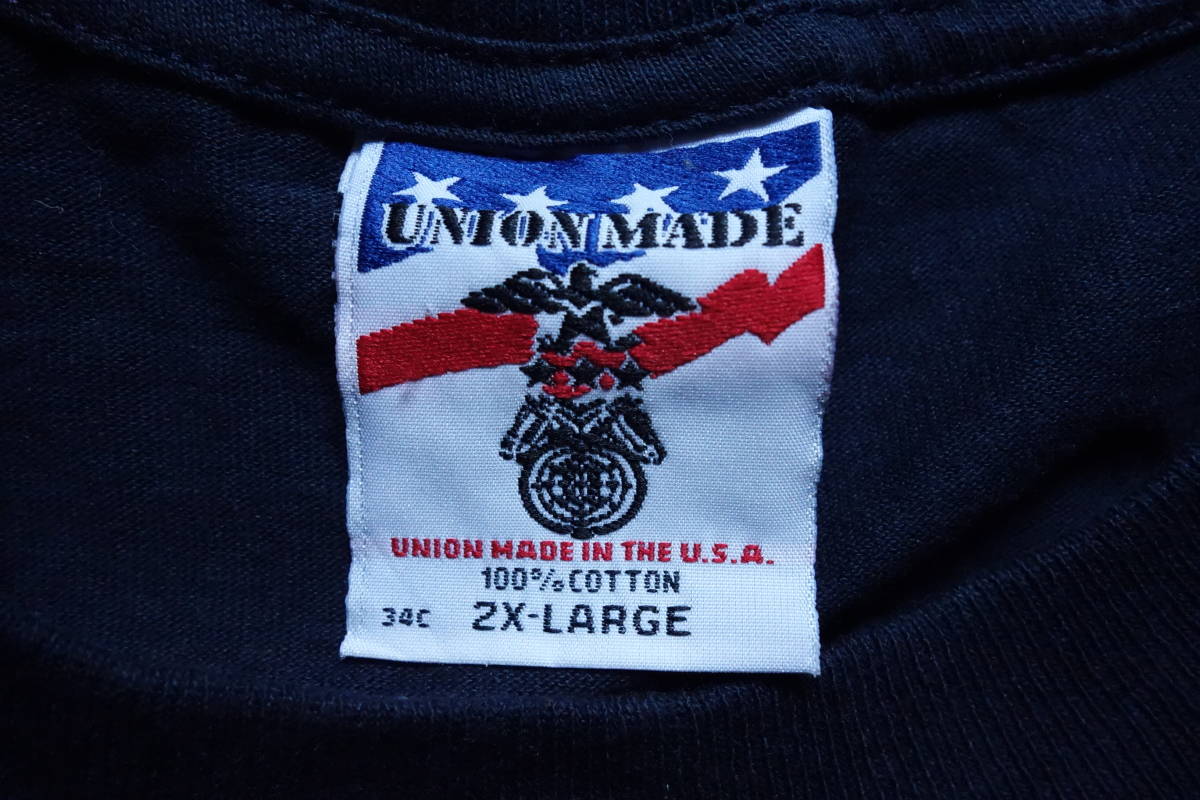 UNION MADE
UNION MADE IN THE U.S.A.
100% COTTON
34C 2X-LARGE